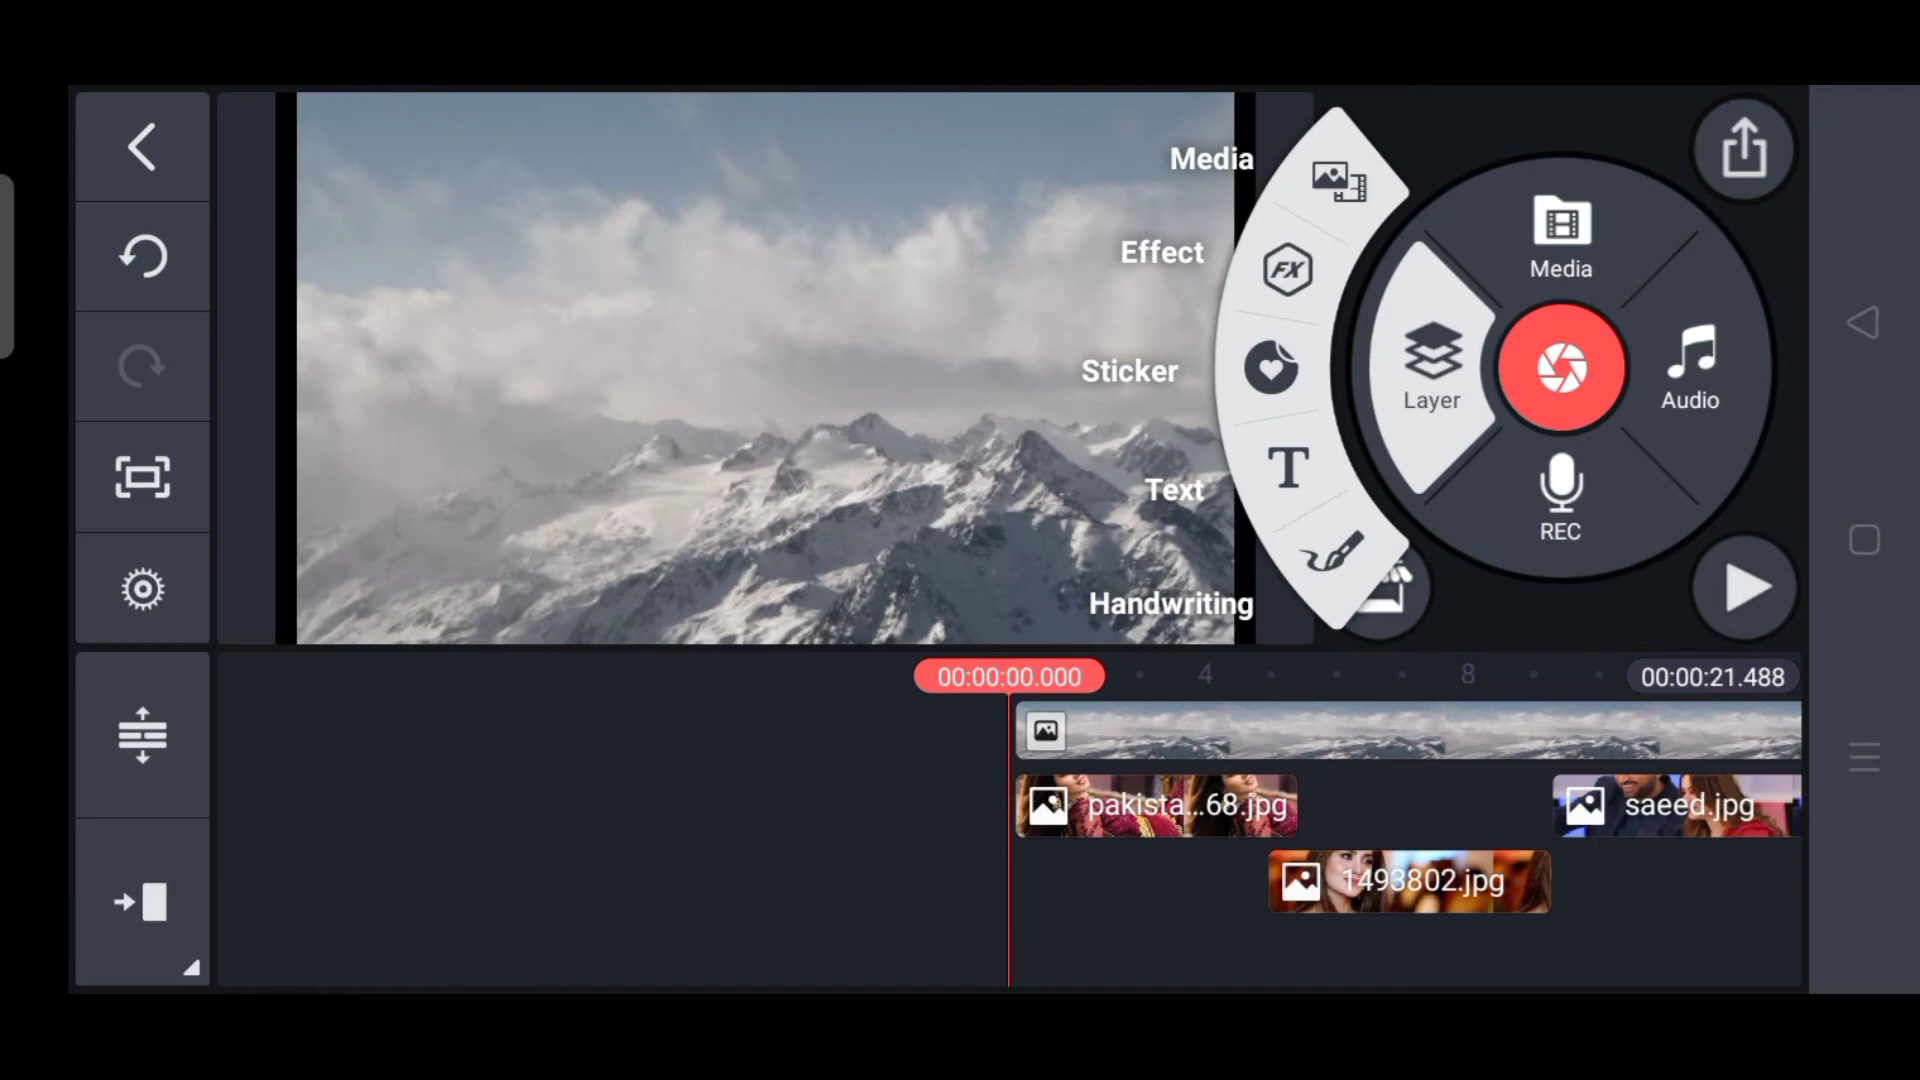 Media
Effect
Sticker
Text
Handwriting
FX
T
Media
Layer
Audio
REC
00:00:00.000
4
8
00:00:21.488
pakista...68.jpg
saeed.jpg
1493802.jpg